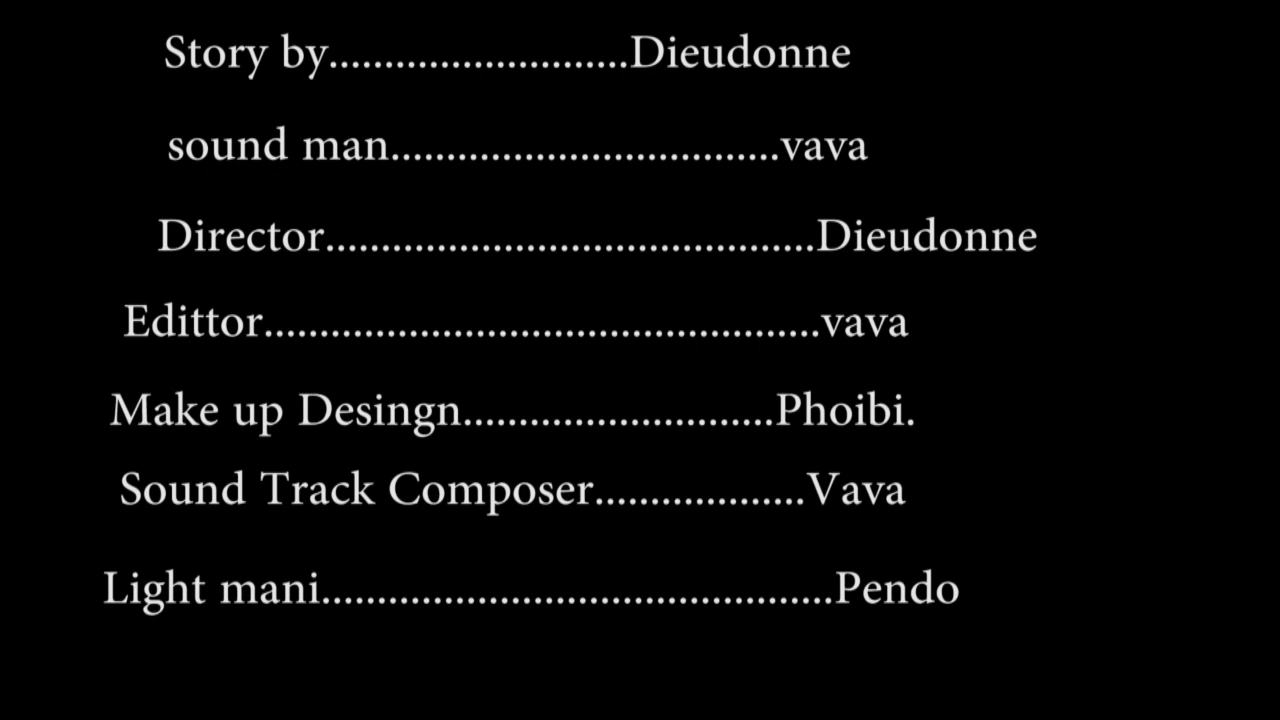 Story by...........................Dieudonne
sound man...................................vava
Director............................................Dieudonne
Edittor..................................................vava
Make up Desingn............................Phoibi.
Sound Track Composer...................Vava
Light mani..............................................Pendo